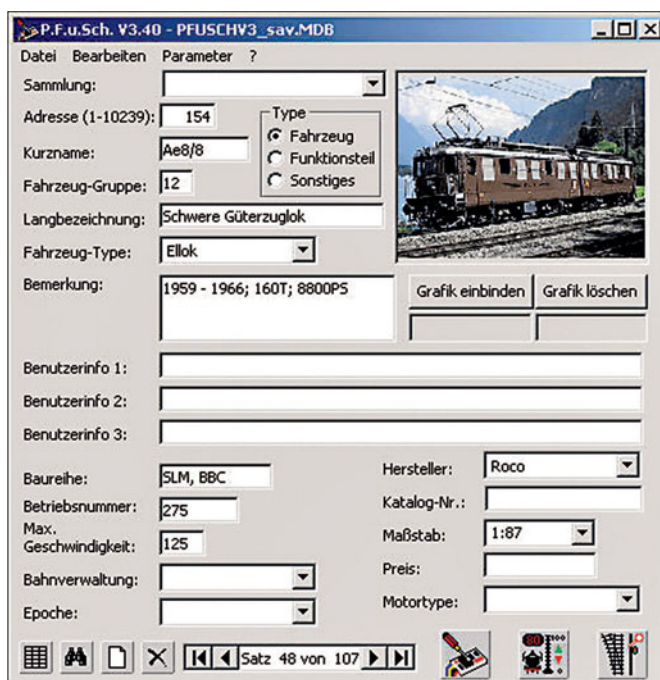 P.F.u.Sch. V3.40 - PFUSCHV3_sav.MDB
Datei Bearbeiten Parameter ?
Sammlung:
Adresse (1-10239): 154
Type
Fahrzeug
Funktionsteil
Sonstiges
Kurzname: Ae8/8
Fahrzeug-Gruppe: 12
Langbezeichnung: Schwere Güterzuglok
Fahrzeug-Type: Ellok
Bemerkung: 1959 - 1966; 160T; 8800PS
Grafik einbinden Grafik löschen
Benutzerinfo 1:
Benutzerinfo 2:
Benutzerinfo 3:
Baureihe: SLM, BBC
Betriebsnummer: 275
Max.
Geschwindigkeit: 125
Bahnverwaltung:
Epoche:
Hersteller: Roco
Katalog-Nr.:
Maßstab: 1:87
Preis:
Motortype:
Satz 48 von 107
80 100